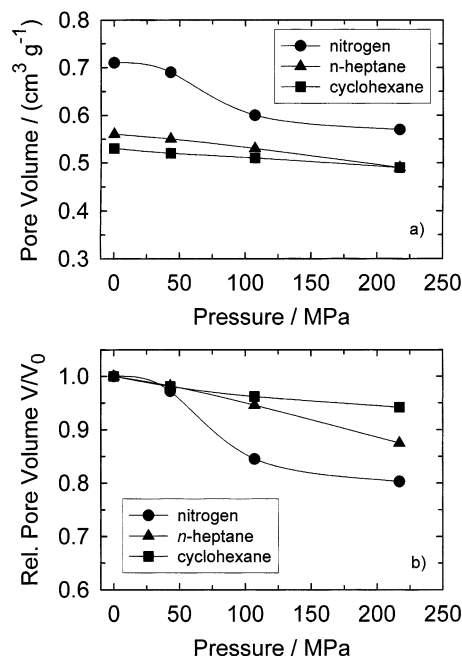 Pore Volume / (cm³ g⁻¹)
0.8
0.7
0.6
0.5
0.4
0.3
nitrogen
n-heptane
cyclohexane
a)
0 50 100 150 200 250
Pressure / MPa
Rel. Pore Volume V/V₀
1.0
0.9
0.8
0.7
0.6
nitrogen
n-heptane
cyclohexane
b)
0 50 100 150 200 250
Pressure / MPa